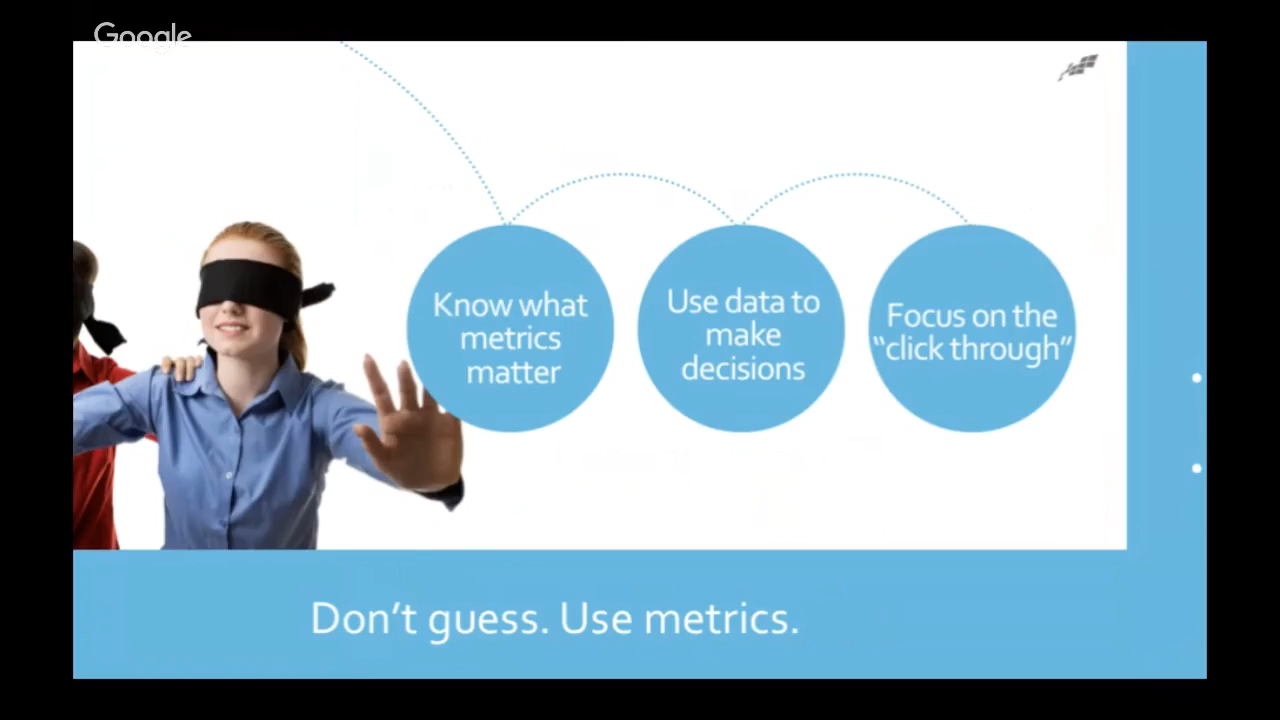 Google
Know what
metrics
matter
Use data to
make
decisions
Focus on the
“click through”
Don’t guess. Use metrics.